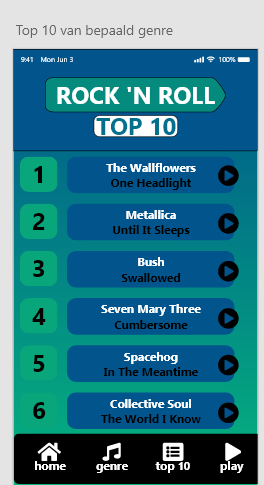 Top 10 van bepaald genre
9:41 Mon Jun 3 100%
ROCK 'N ROLL
TOP 10
1
The Wallflowers
One Headlight
2
Metallica
Until It Sleeps
3
Bush
Swallowed
4
Seven Mary Three
Cumbersome
5
Spacehog
In The Meantime
6
Collective Soul
The World I Know
home genre top 10 play